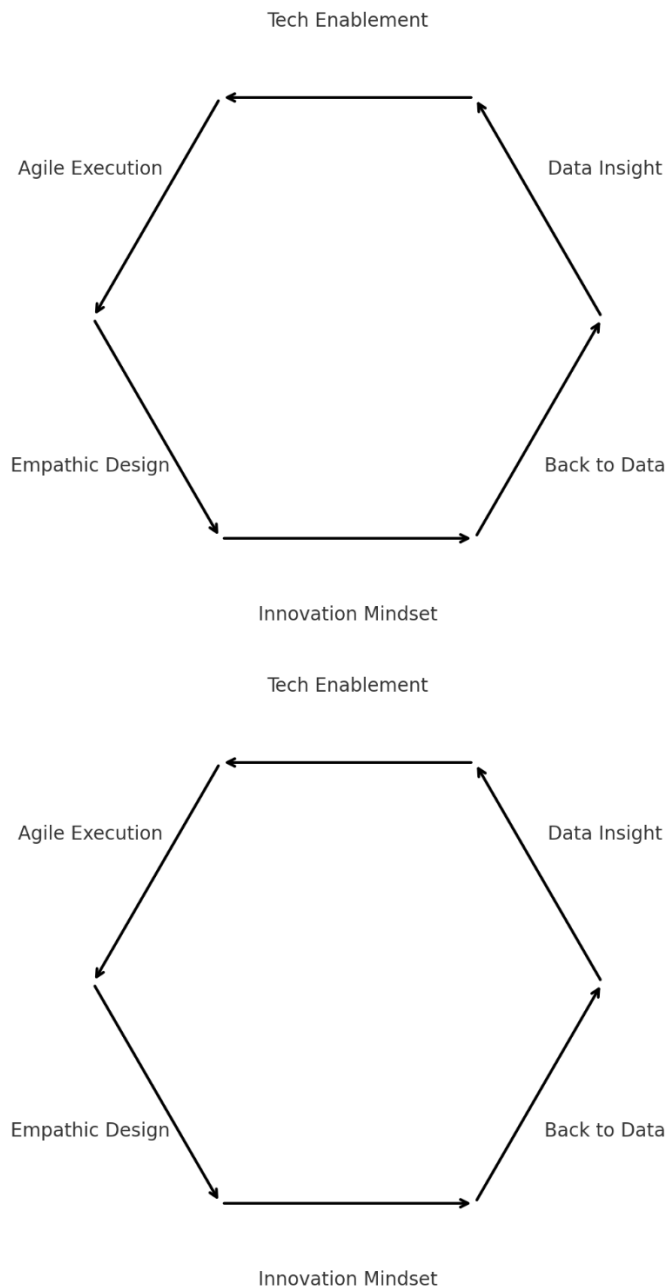 Tech Enablement
Agile Execution
Data Insight
Empathic Design
Back to Data
Innovation Mindset
Tech Enablement
Agile Execution
Data Insight
Empathic Design
Back to Data
Innovation Mindset